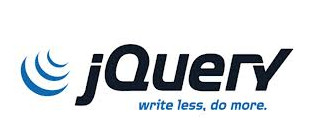 jQuery
write less, do more.